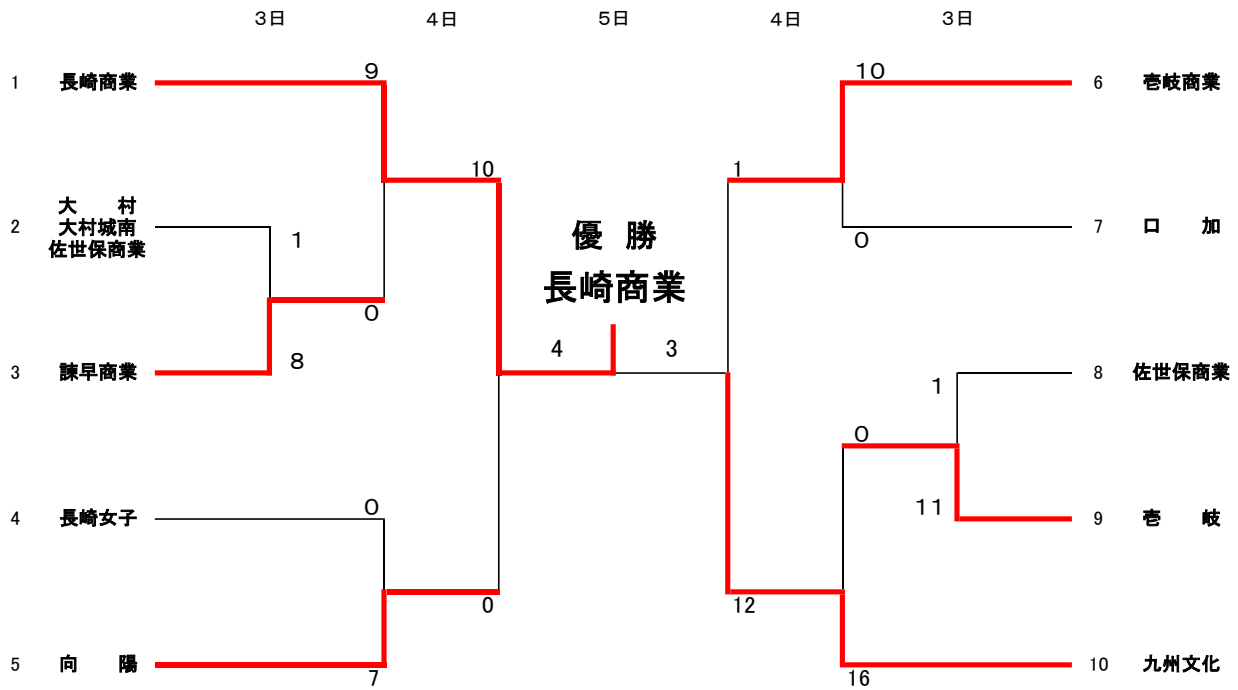 3日 4日 5日 4日 3日
9 10
1 長崎商業 6 壱岐商業
10 1
大 村
2 大村城南 7 口 加
佐世保商業
1 0
優 勝
長崎商業
0
4 3
8
3 諫早商業 8 佐世保商業
1
0
0 11
4 長崎女子 9 壱 岐
0 12
5 向 陽 10 九州文化
7 16